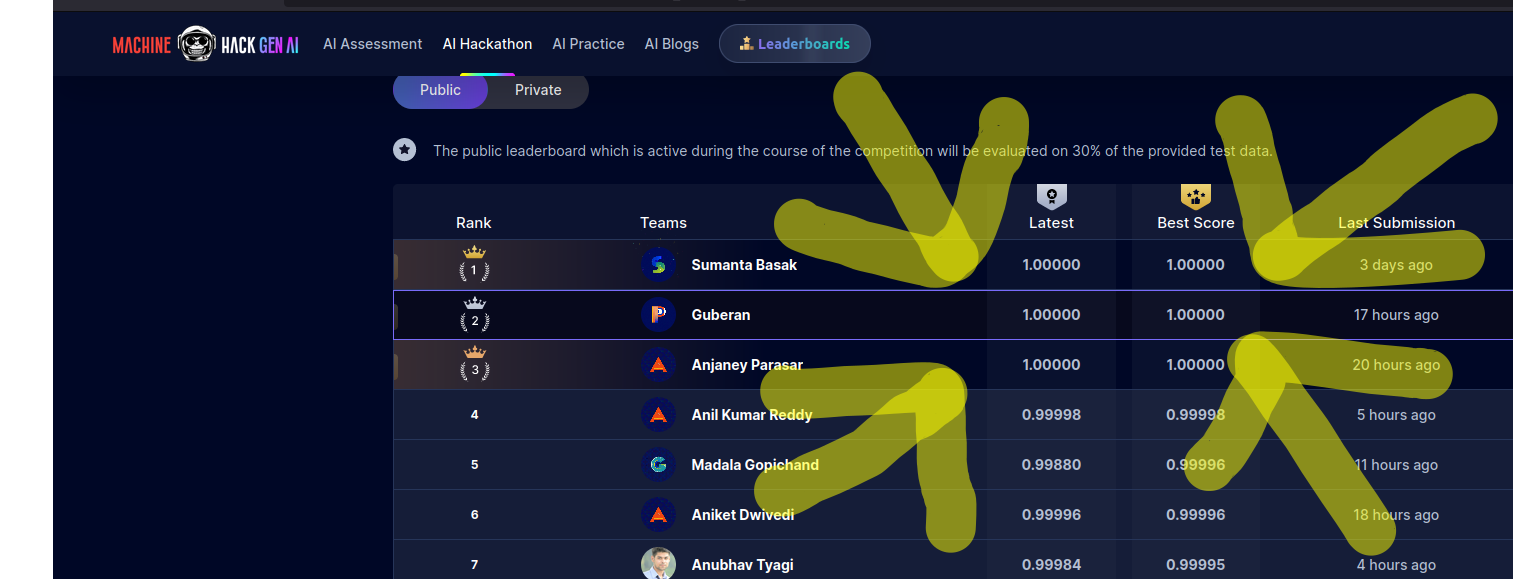 MACHINE HACK GEN AI AI Assessment AI Hackathon AI Practice AI Blogs Leaderboards
Public Private
The public leaderboard which is active during the course of the competition will be evaluated on 30% of the provided test data.
Rank Teams Latest Best Score Last Submission
1 Sumanta Basak 1.00000 1.00000 3 days ago
2 Guberan 1.00000 1.00000 17 hours ago
3 Anjaney Parasar 1.00000 1.00000 20 hours ago
4 Anil Kumar Reddy 0.99998 0.99998 5 hours ago
5 Madala Gopichand 0.99880 0.99996 11 hours ago
6 Aniket Dwivedi 0.99996 0.99996 18 hours ago
7 Anubhav Tyagi 0.99984 0.99995 4 hours ago